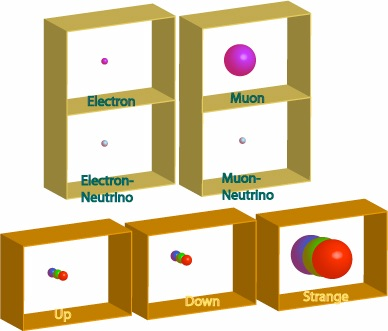 Electron
Muon
Electron-
Neutrino
Muon-
Neutrino
Up
Down
Strange